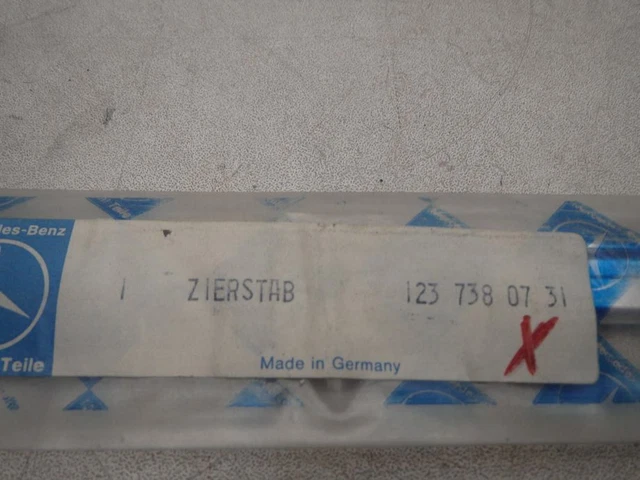 des-Benz
1 ZIERSTAB 123 738 07 31
X
Made in Germany
Teile